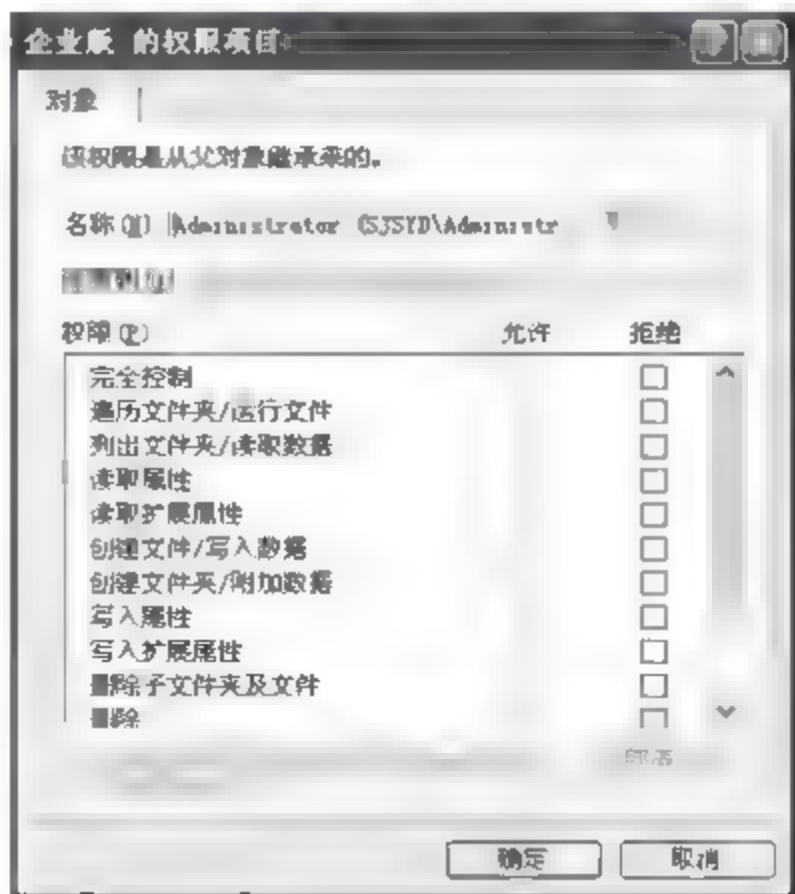 企业版 的权限项目
对象
该权限是从父对象继承来的。
名称(N) Administrator (SJSYD\Administr
权限(P) 允许 拒绝
完全控制
遍历文件夹/运行文件
列出文件夹/读取数据
读取属性
读取扩展属性
创建文件/写入数据
创建文件夹/附加数据
写入属性
写入扩展属性
删除子文件夹及文件
删除
确定 取消